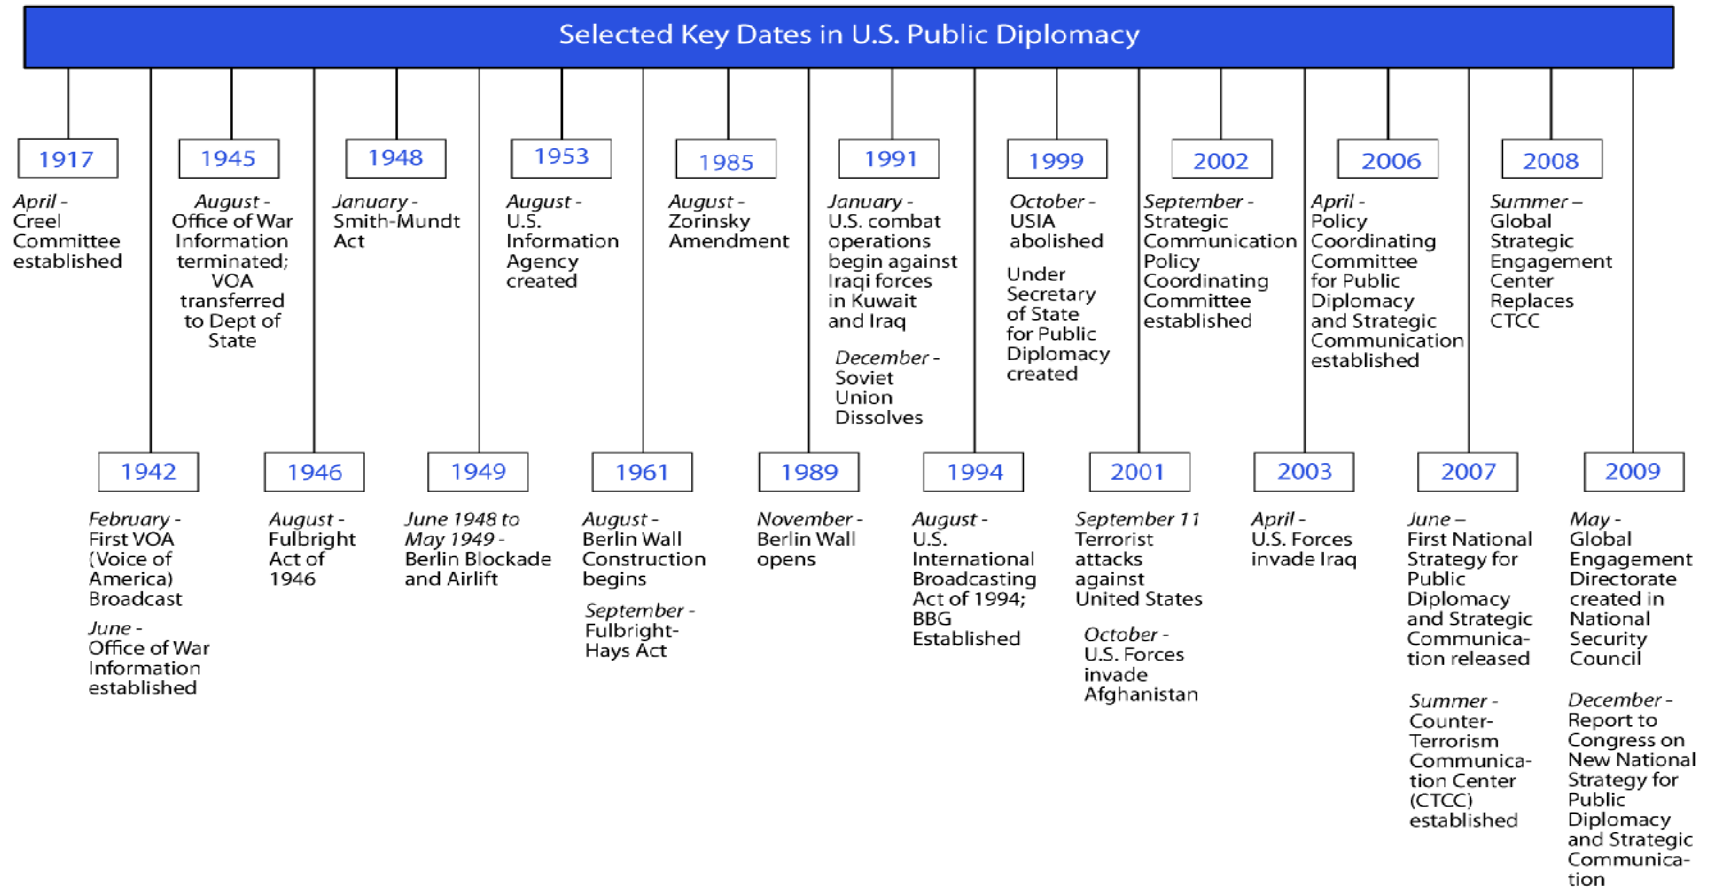 Selected Key Dates in U.S. Public Diplomacy
1917
April -
Creel
Committee
established
1942
February -
First VOA
(Voice of
America)
Broadcast
June -
Office of War
Information
established
1945
August -
Office of War
Information
terminated;
VOA
transferred
to Dept of
State
1946
August -
Fulbright
Act of
1946
1948
January -
Smith-Mundt
Act
1949
June 1948 to
May 1949 -
Berlin Blockade
and Airlift
1953
August -
U.S.
Information
Agency
created
1961
August -
Berlin Wall
Construction
begins
September -
Fulbright-
Hays Act
1985
August -
Zorinsky
Amendment
1989
November -
Berlin Wall
opens
1991
January -
U.S. combat
operations
begin against
Iraqi forces
in Kuwait
and Iraq
December -
Soviet
Union
Dissolves
1994
August -
U.S.
International
Broadcasting
Act of 1994;
BBG
Established
1999
October -
USIA
abolished
Under
Secretary
of State
for Public
Diplomacy
created
2001
September 11
Terrorist
attacks
against
United States
October -
U.S. Forces
invade
Afghanistan
2002
September -
Strategic
Communication
Policy
Coordinating
Committee
established
2003
April -
U.S. Forces
invade Iraq
2006
April -
Policy
Coordinating
Committee
for Public
Diplomacy
and Strategic
Communication
established
2007
June –
First National
Strategy for
Public
Diplomacy
and Strategic
Communica-
tion released
Summer -
Counter-
Terrorism
Communica-
tion Center
(CTCC)
established
2008
Summer –
Global
Strategic
Engagement
Center
Replaces
CTCC
2009
May -
Global
Engagement
Directorate
created in
National
Security
Council
December -
Report to
Congress on
New National
Strategy for
Public
Diplomacy
and Strategic
Communica-
tion